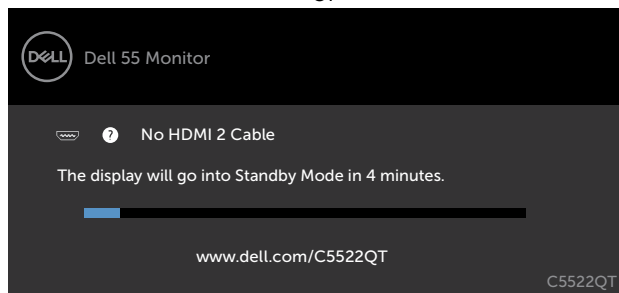 DELL
Dell 55 Monitor
? No HDMI 2 Cable
The display will go into Standby Mode in 4 minutes.
www.dell.com/C5522QT
C5522QT